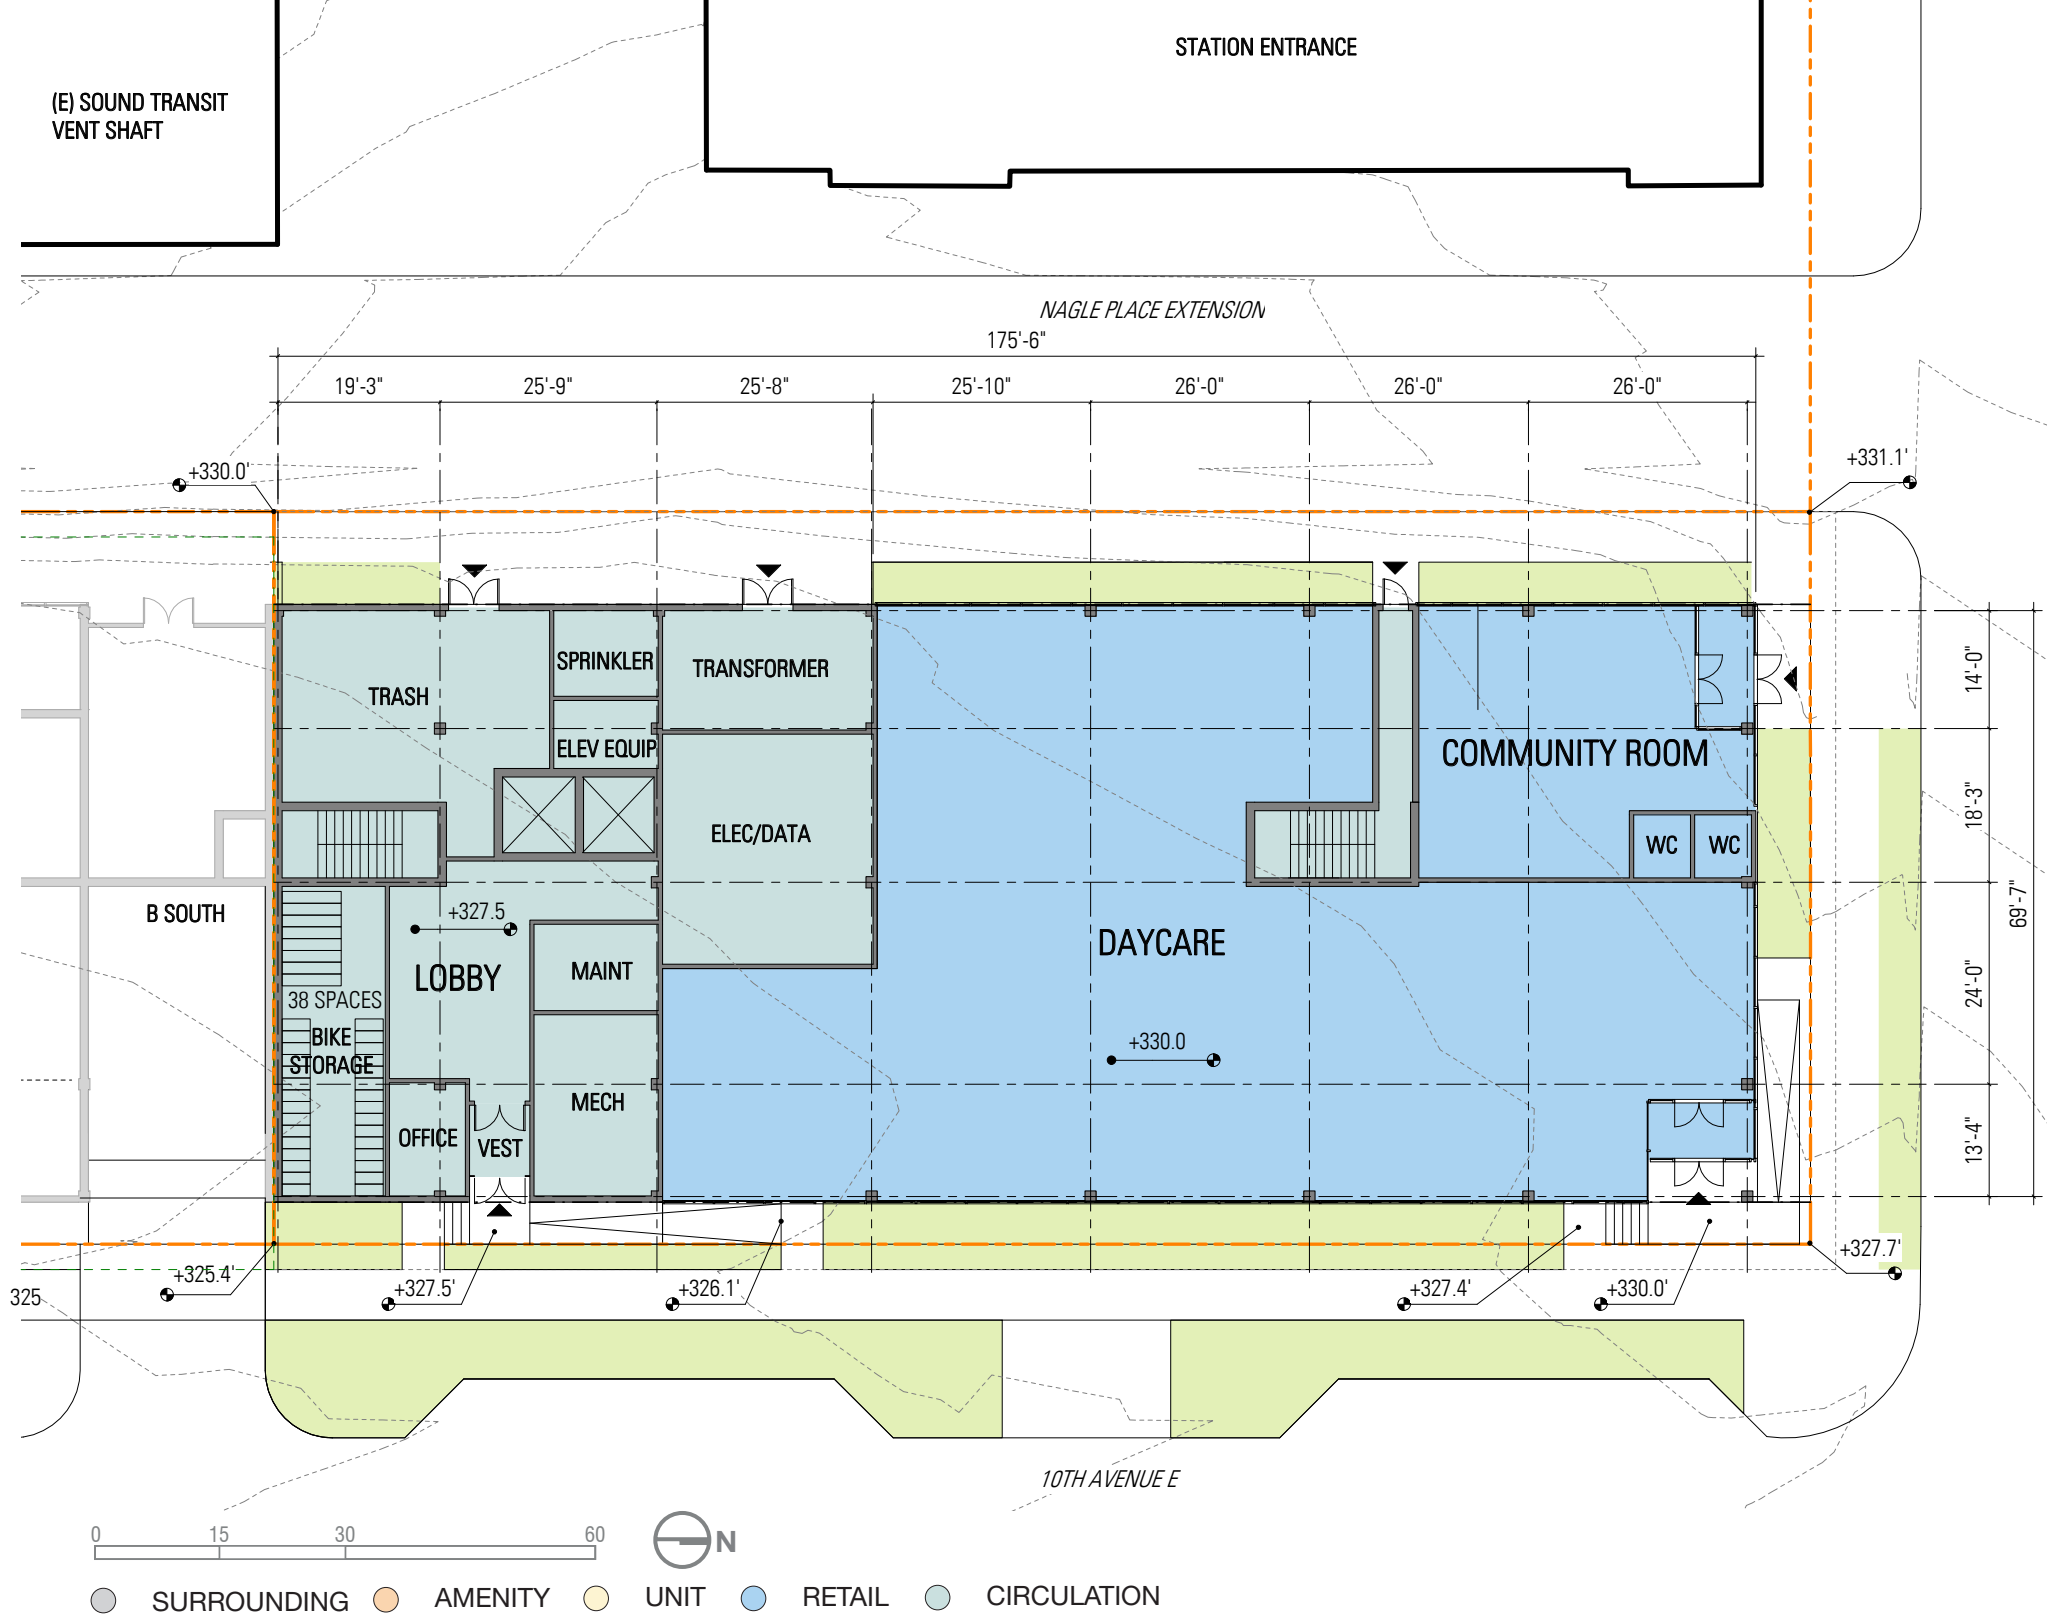 STATION ENTRANCE
(E) SOUND TRANSIT
VENT SHAFT
NAGLE PLACE EXTENSION
175'-6"
19'-3"
25'-9"
25'-8"
25'-10"
26'-0"
26'-0"
26'-0"
+330.0'
+331.1'
SPRINKLER
TRANSFORMER
TRASH
ELEV EQUIP
COMMUNITY ROOM
ELEC/DATA
WC
WC
14'-0"
18'-3"
24'-0"
13'-4"
69'-7"
B SOUTH
+327.5
LOBBY
MAINT
DAYCARE
38 SPACES
BIKE
STORAGE
+330.0
MECH
OFFICE
VEST
+325.4'
+327.5'
+326.1'
+327.4'
+330.0'
+327.7'
325
10TH AVENUE E
0
15
30
60
N
SURROUNDING
AMENITY
UNIT
RETAIL
CIRCULATION